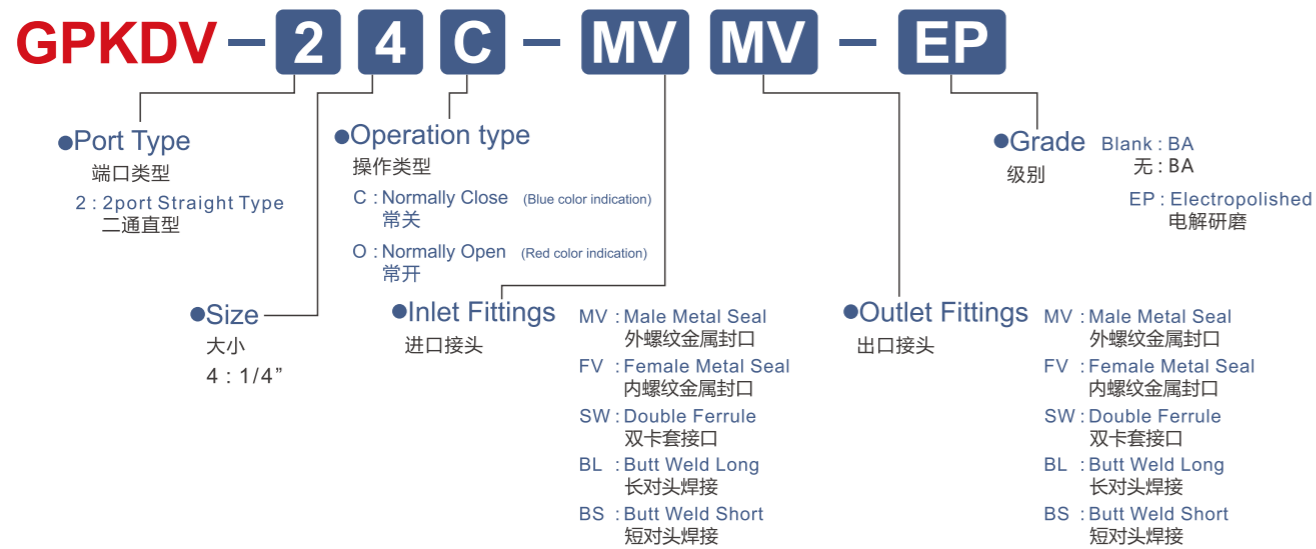 GPKDV – 2 4 C – MV MV – EP
●Port Type
端口类型
2 : 2port Straight Type
二通直型
●Size
大小
4 : 1/4”
●Operation type
操作类型
C : Normally Close (Blue color indication)
常关
O : Normally Open (Red color indication)
常开
●Inlet Fittings
进口接头
MV : Male Metal Seal
外螺纹金属封口
FV : Female Metal Seal
内螺纹金属封口
SW : Double Ferrule
双卡套接口
BL : Butt Weld Long
长对头焊接
BS : Butt Weld Short
短对头焊接
●Outlet Fittings
出口接头
MV : Male Metal Seal
外螺纹金属封口
FV : Female Metal Seal
内螺纹金属封口
SW : Double Ferrule
双卡套接口
BL : Butt Weld Long
长对头焊接
BS : Butt Weld Short
短对头焊接
●Grade
级别
Blank : BA
无 : BA
EP : Electropolished
电解研磨